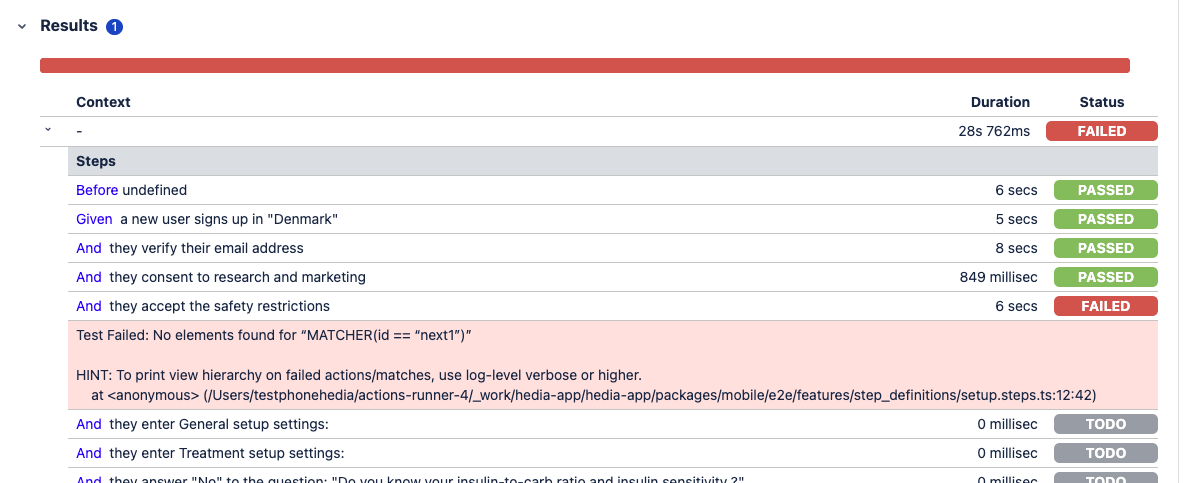 Results 1
Context Duration Status
- 28s 762ms FAILED
Steps
Before undefined 6 secs PASSED
Given a new user signs up in "Denmark" 5 secs PASSED
And they verify their email address 8 secs PASSED
And they consent to research and marketing 849 millisec PASSED
And they accept the safety restrictions 6 secs FAILED
Test Failed: No elements found for “MATCHER(id == “next1”)”
HINT: To print view hierarchy on failed actions/matches, use log-level verbose or higher.
at <anonymous> (/Users/testphonehedia/actions-runner-4/_work/hedia-app/hedia-app/packages/mobile/e2e/features/step_definitions/setup.steps.ts:12:42)
And they enter General setup settings: 0 millisec TODO
And they enter Treatment setup settings: 0 millisec TODO
And they answer "No" to the question: "Do you know your insulin-to-carb ratio and insulin sensitivity ?" 0 millisec TODO